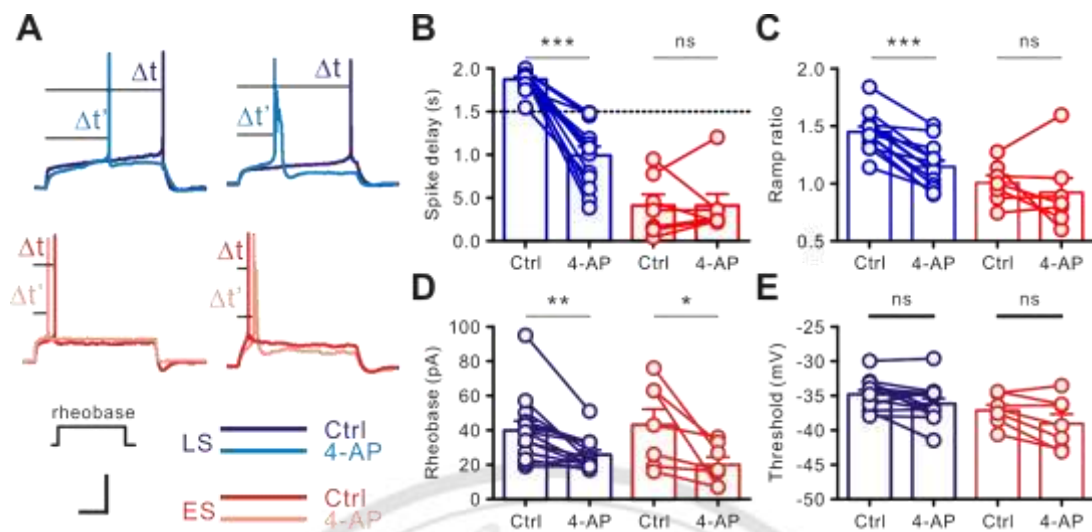 A
Δt
Δt'
Δt
Δt'
Δt
Δt'
Δt
Δt'
rheobase
LS
Ctrl
4-AP
ES
Ctrl
4-AP
B
***
ns
Spike delay (s)
2.0
1.5
1.0
5.0
0.0
Ctrl
4-AP
Ctrl
4-AP
C
***
ns
Ramp ratio
2.0
1.5
1.0
0.5
Ctrl
4-AP
Ctrl
4-AP
D
**
*
Rheobase (pA)
100
80
60
40
20
0
Ctrl
4-AP
Ctrl
4-AP
E
ns
ns
Threshold (mV)
-25
-30
-35
-40
-45
-50
Ctrl
4-AP
Ctrl
4-AP